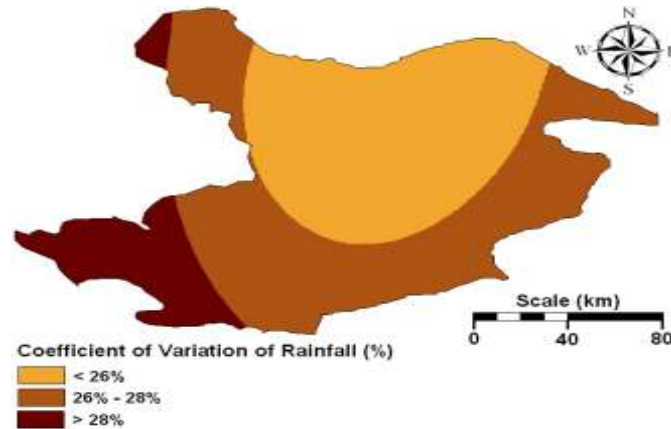 N
W
E
S
Scale (km)
0 40 80
Coefficient of Variation of Rainfall (%)
< 26%
26% - 28%
> 28%